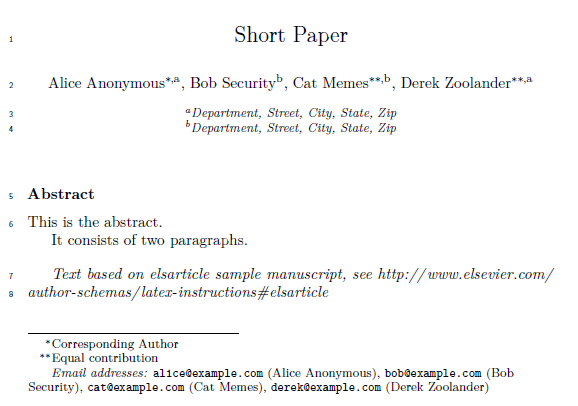 1 Short Paper
2 Alice Anonymous*,a, Bob Securityb, Cat Memes**,b, Derek Zoolander**,a
3 aDepartment, Street, City, State, Zip
4 bDepartment, Street, City, State, Zip
5 Abstract
6 This is the abstract.
It consists of two paragraphs.
7 Text based on elsarticle sample manuscript, see http://www.elsevier.com/
8 author-schemas/latex-instructions#elsarticle
*Corresponding Author
**Equal contribution
Email addresses: alice@example.com (Alice Anonymous), bob@example.com (Bob
Security), cat@example.com (Cat Memes), derek@example.com (Derek Zoolander)